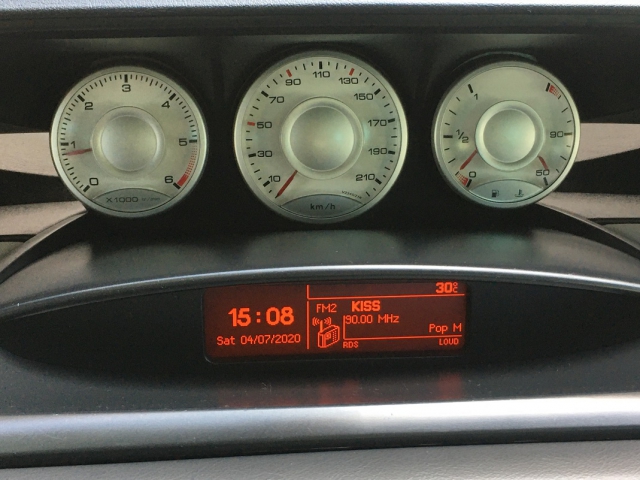 0 1 2 3 4 5 6
X1000
10 30 50 70 90 110 130 150 170 190 210
km/h
1/2 1
50 90
30°C
15:08
Sat 04/07/2020
FM2 KISS
90.00 MHz
Pop M
RDS LOUD